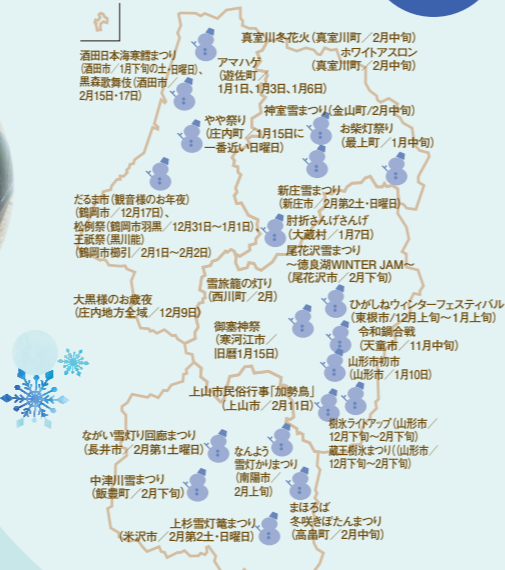 真室川冬花火(真室川町／2月中旬)
ホワイトアスロン
(真室川町／2月中旬)
酒田日本海寒鱈まつり
(酒田市／1月下旬の土・日曜日)、
黒森歌舞伎(酒田市／
2月15日・17日)
アマハゲ
(遊佐町／
1月1日、1月3日、1月6日)
神室雪まつり(金山町/2月中旬)
お柴灯祭り
(最上町／1月中旬)
やや祭り
(庄内町／1月15日に
一番近い日曜日)
新庄雪まつり
(新庄市／2月第2土・日曜日)
だるま市(観音様のお年夜)
(鶴岡市／12月17日)、
松例祭(鶴岡市羽黒／12月31日〜1月1日)、
王祇祭(黒川能)
(鶴岡市櫛引／2月1日〜2月2日)
肘折さんげさんげ
(大蔵村／1月7日)
尾花沢雪まつり
〜徳良湖WINTER JAM〜
(尾花沢市／2月下旬)
雪旅籠の灯り
(西川町／2月)
大黒様のお歳夜
(庄内地方全域／12月9日)
ひがしねウィンターフェスティバル
(東根市／12月上旬〜1月上旬)
御塞神祭
(寒河江市／
旧暦1月15日)
令和鍋合戦
(天童市／11月中旬)
山形市初市
(山形市／1月10日)
上山市民俗行事「加勢鳥」
(上山市／2月11日)
樹氷ライトアップ(山形市／
12月下旬〜2月下旬)
蔵王樹氷まつり((山形市／
12月下旬〜2月下旬)
ながい雪灯り回廊まつり
(長井市／2月第1土曜日)
なんよう
雪灯かりまつり
(南陽市／
2月上旬)
中津川雪まつり
(飯豊町／2月下旬)
まほろば
冬咲きぼたんまつり
(高畠町／2月中旬)
上杉雪灯篭まつり
(米沢市／2月第2土・日曜日)